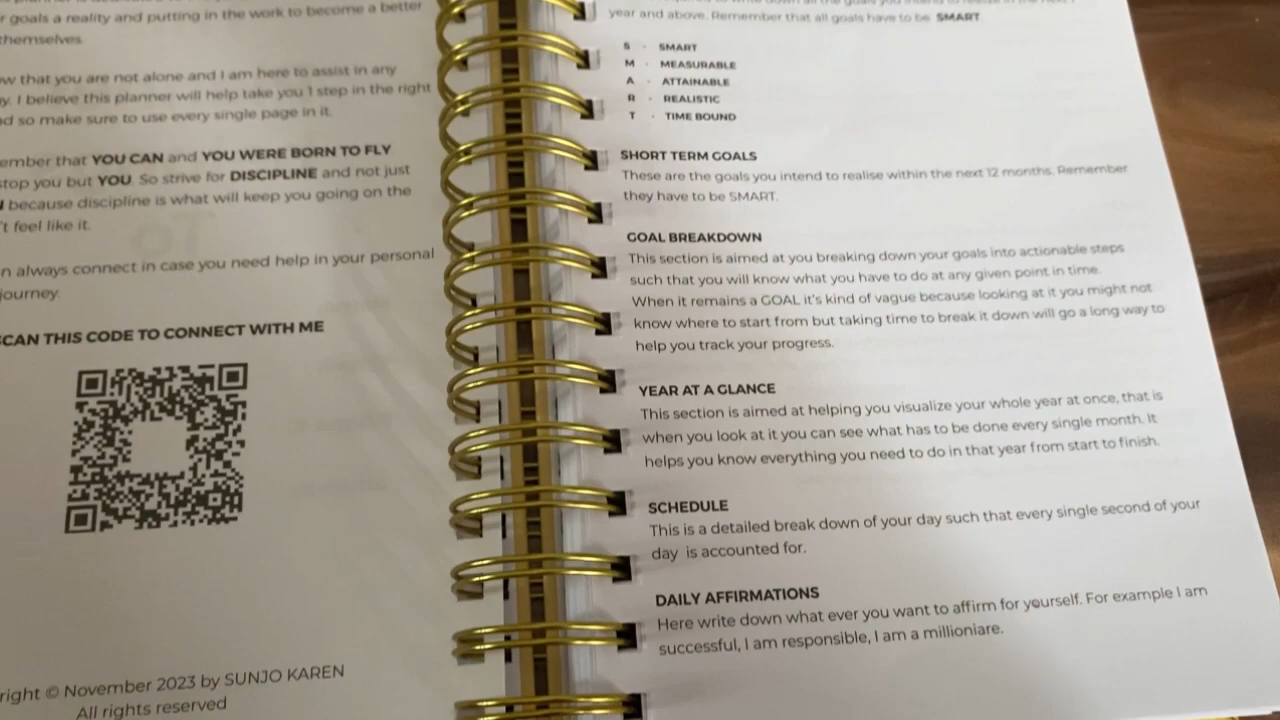 r goals a reality and putting in the work to become a better
themselves.
w that you are not alone and I am here to assist in any
y. I believe this planner will help take you 1 step in the right
d so make sure to use every single page in it.
ember that YOU CAN and YOU WERE BORN TO FLY
stop you but YOU. So strive for DISCIPLINE and not just
because discipline is what will keep you going on the
't feel like it.
n always connect in case you need help in your personal
journey.
SCAN THIS CODE TO CONNECT WITH ME
right © November 2023 by SUNJO KAREN
All rights reserved
year and above. Remember that all goals have to be SMART
S - SMART
M - MEASURABLE
A - ATTAINABLE
R - REALISTIC
T - TIME BOUND
SHORT TERM GOALS
These are the goals you intend to realise within the next 12 months. Remember
they have to be SMART.
GOAL BREAKDOWN
This section is aimed at you breaking down your goals into actionable steps
such that you will know what you have to do at any given point in time.
When it remains a GOAL it's kind of vague because looking at it you might not
know where to start from but taking time to break it down will go a long way to
help you track your progress.
YEAR AT A GLANCE
This section is aimed at helping you visualize your whole year at once, that is
when you look at it you can see what has to be done every single month. It
helps you know everything you need to do in that year from start to finish.
SCHEDULE
This is a detailed break down of your day such that every single second of your
day is accounted for.
DAILY AFFIRMATIONS
Here write down what ever you want to affirm for yourself. For example I am
successful, I am responsible, I am a millioniare.